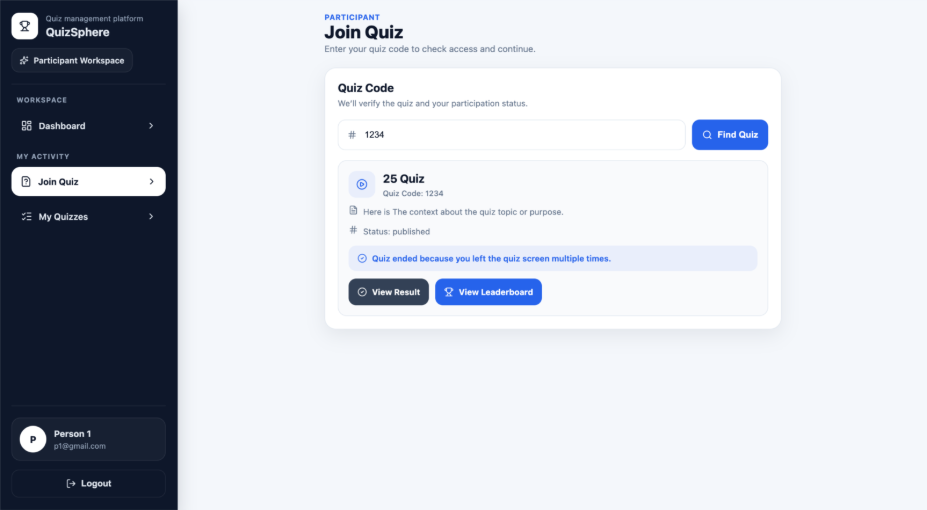 Quiz management platform
QuizSphere
Participant Workspace
WORKSPACE
Dashboard
MY ACTIVITY
Join Quiz
My Quizzes
P
Person 1
p1@gmail.com
Logout
PARTICIPANT
Join Quiz
Enter your quiz code to check access and continue.
Quiz Code
We'll verify the quiz and your participation status.
# 1234
Find Quiz
25 Quiz
Quiz Code: 1234
Here is The context about the quiz topic or purpose.
# Status: published
Quiz ended because you left the quiz screen multiple times.
View Result
View Leaderboard